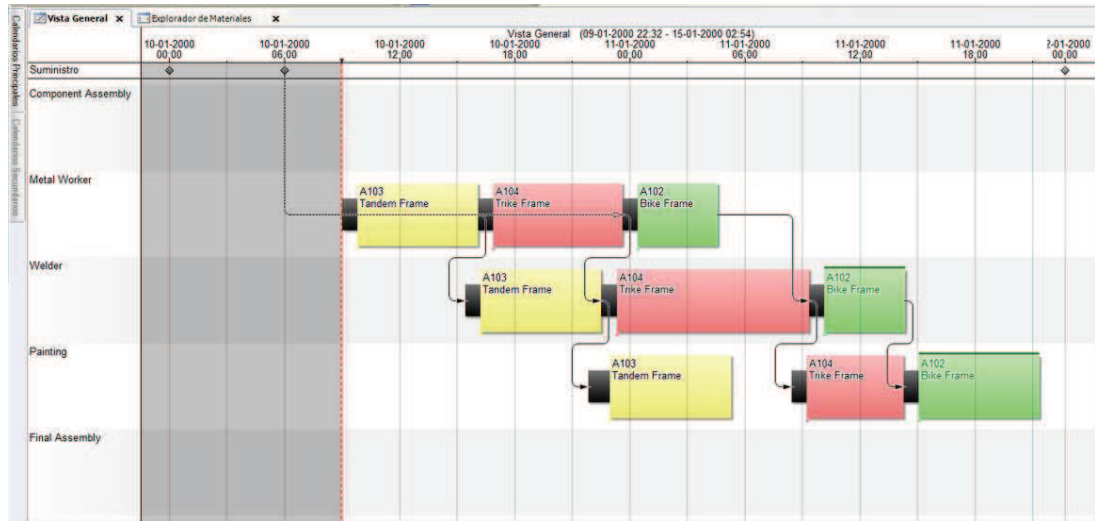 Vista General
Explorador de Materiales
Calendarios Principales
Calendarios Secundarios
Vista General (09-01-2000 22:32 - 15-01-2000 02:54)
10-01-2000
00:00
10-01-2000
06:00
10-01-2000
12:00
10-01-2000
18:00
11-01-2000
00:00
11-01-2000
06:00
11-01-2000
12:00
11-01-2000
18:00
2-01-2000
00:00
Suministro
Component Assembly
Metal Worker
A103
Tandem Frame
A104
Trike Frame
A102
Bike Frame
Welder
A103
Tandem Frame
A104
Trike Frame
A102
Bike Frame
Painting
A103
Tandem Frame
A104
Trike Frame
A102
Bike Frame
Final Assembly